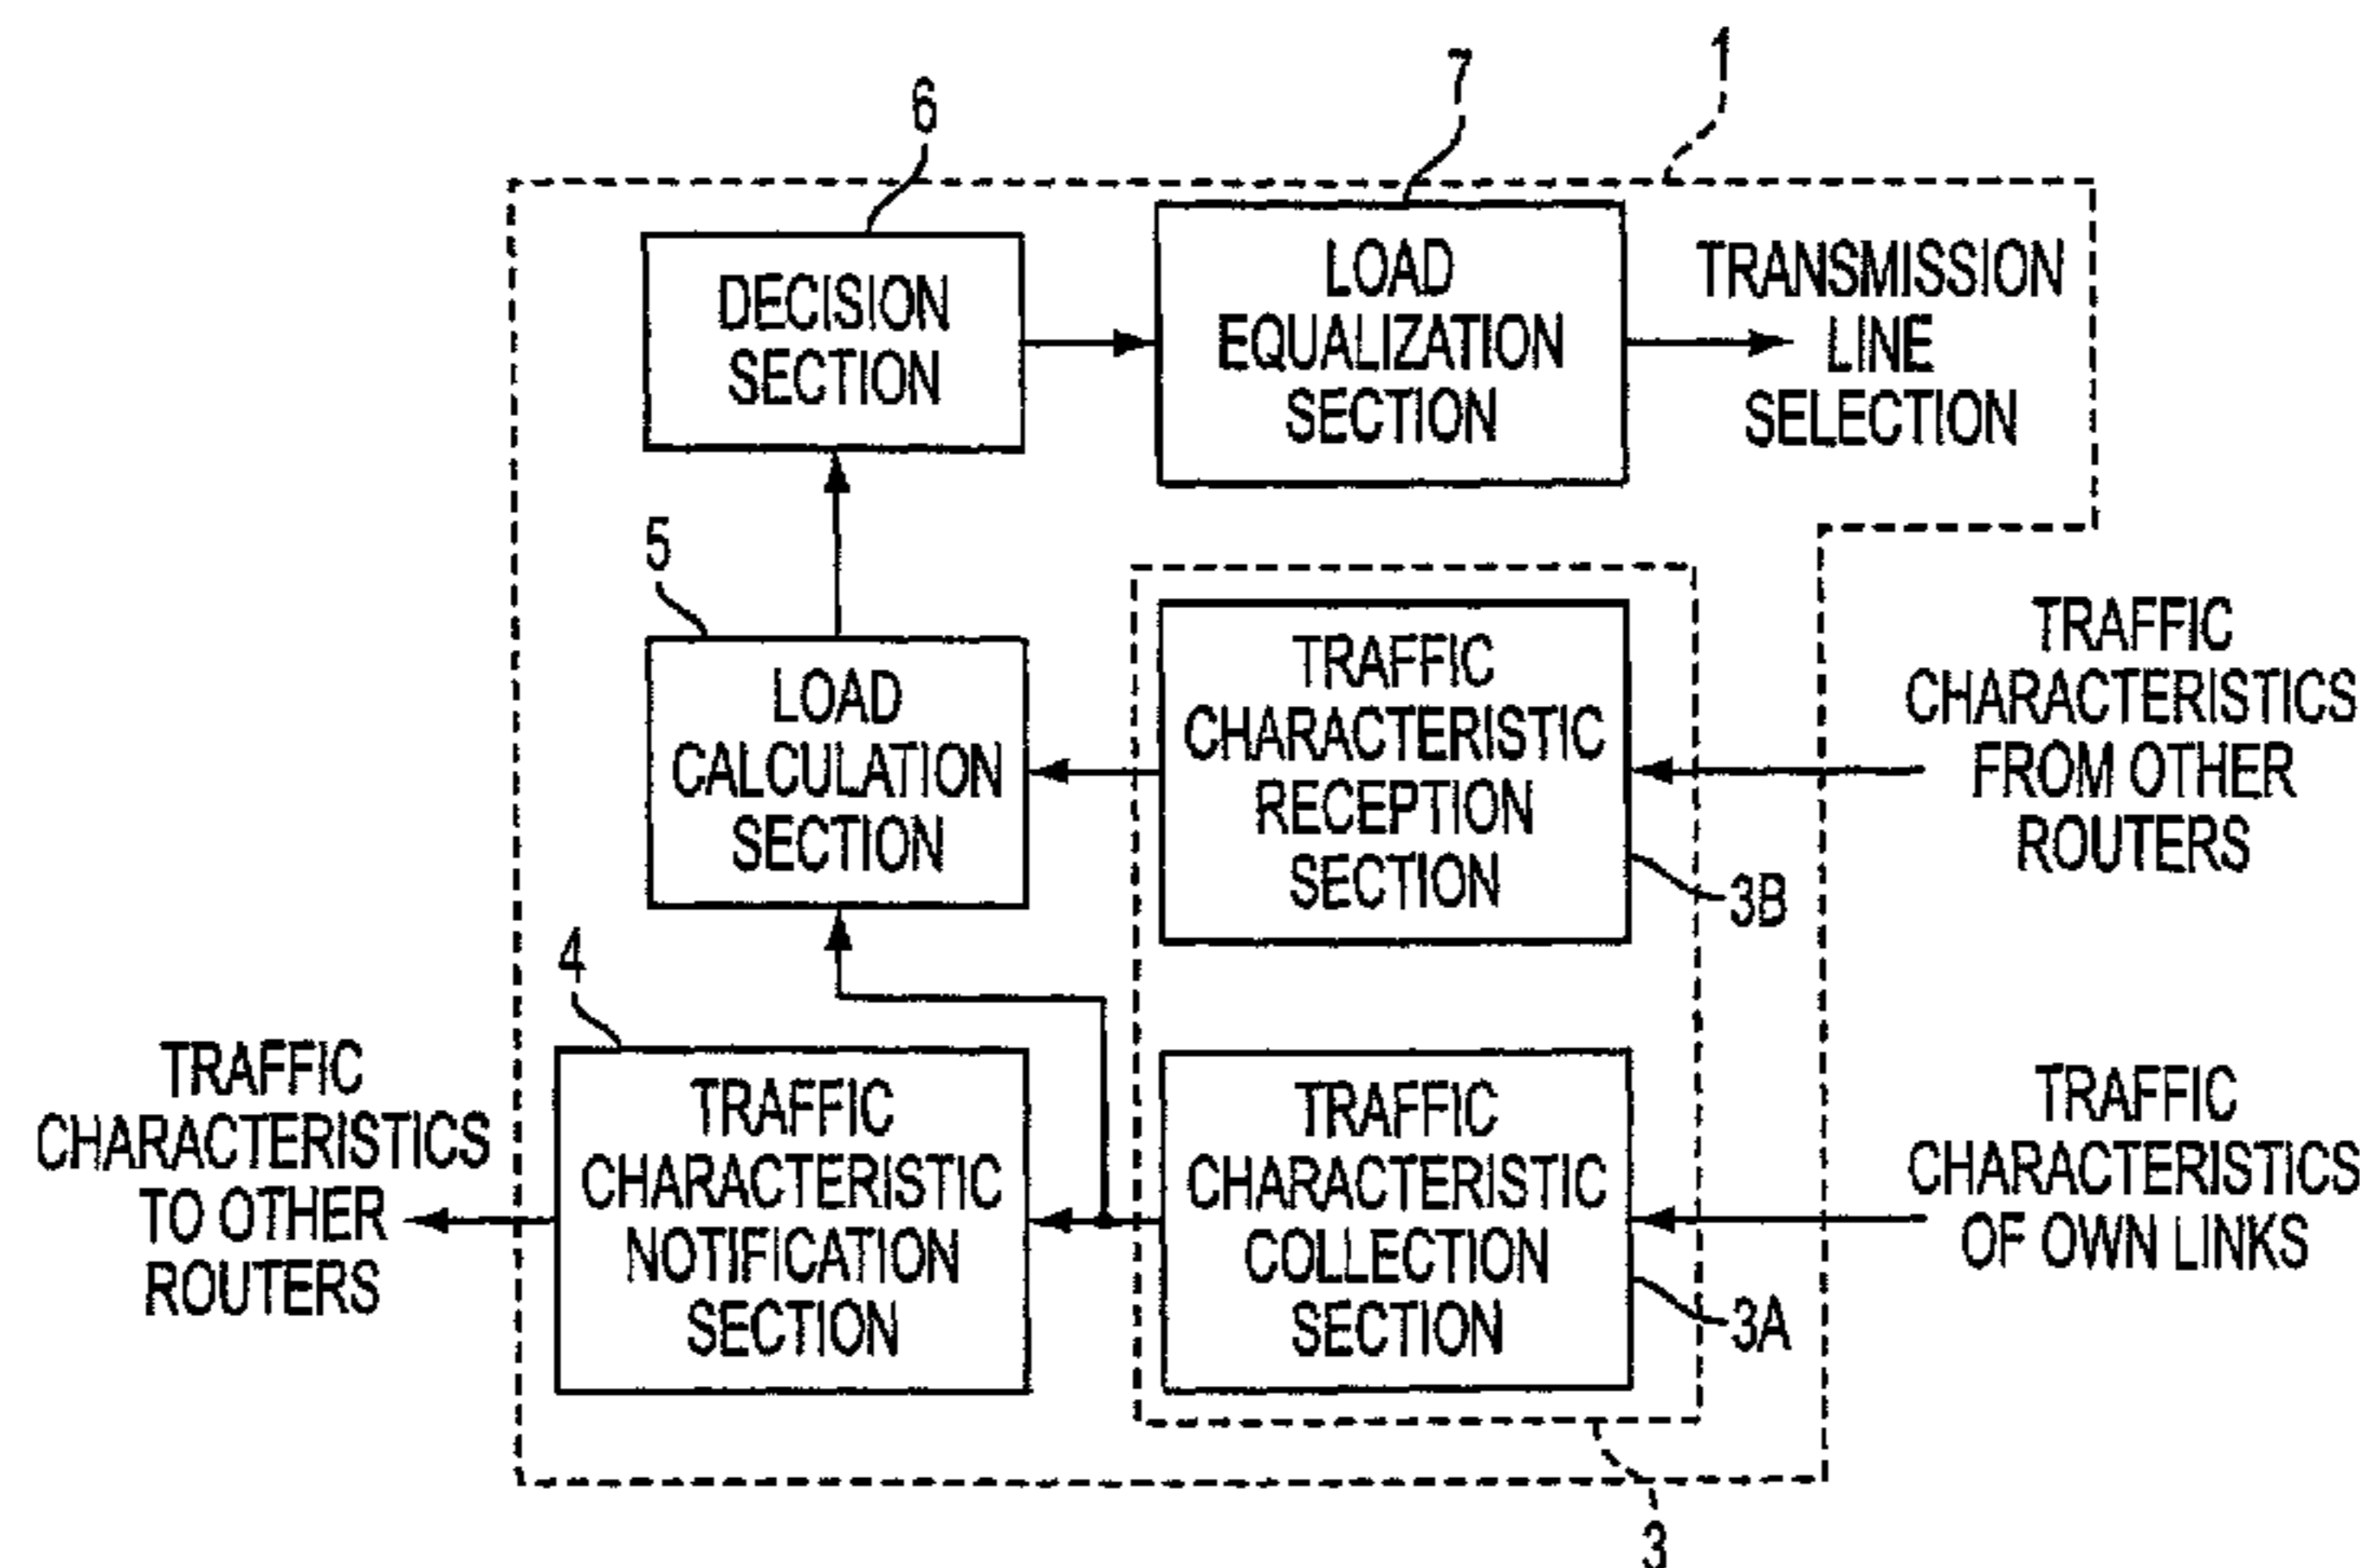 1
7
6
DECISION
SECTION
LOAD
EQUALIZATION
SECTION
TRANSMISSION
LINE
SELECTION
5
LOAD
CALCULATION
SECTION
TRAFFIC
CHARACTERISTIC
RECEPTION
SECTION
3B
TRAFFIC
CHARACTERISTICS
FROM OTHER
ROUTERS
4
TRAFFIC
CHARACTERISTICS
TO OTHER
ROUTERS
TRAFFIC
CHARACTERISTIC
NOTIFICATION
SECTION
TRAFFIC
CHARACTERISTIC
COLLECTION
SECTION
3A
TRAFFIC
CHARACTERISTICS
OF OWN LINKS
3